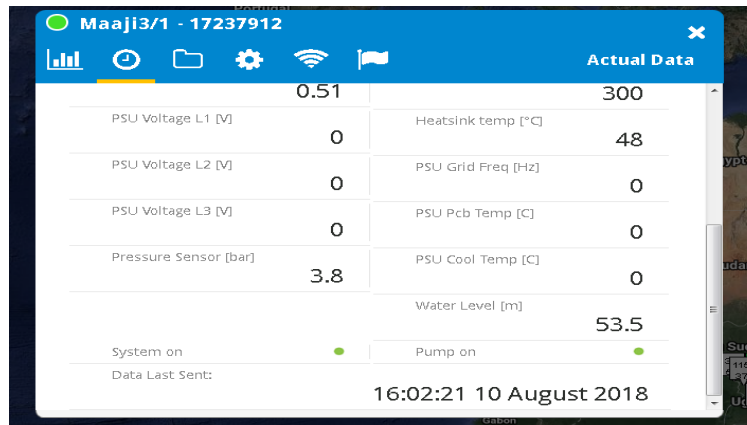 Portugal
Maaji3/1 - 17237912
Actual Data
0.51
300
PSU Voltage L1 [V]
0
Heatsink temp [°C]
48
PSU Voltage L2 [V]
0
PSU Grid Freq [Hz]
0
PSU Voltage L3 [V]
0
PSU Pcb Temp [C]
0
Pressure Sensor [bar]
3.8
PSU Cool Temp [C]
0
Water Level [m]
53.5
System on
Pump on
Data Last Sent:
16:02:21 10 August 2018
Gabon